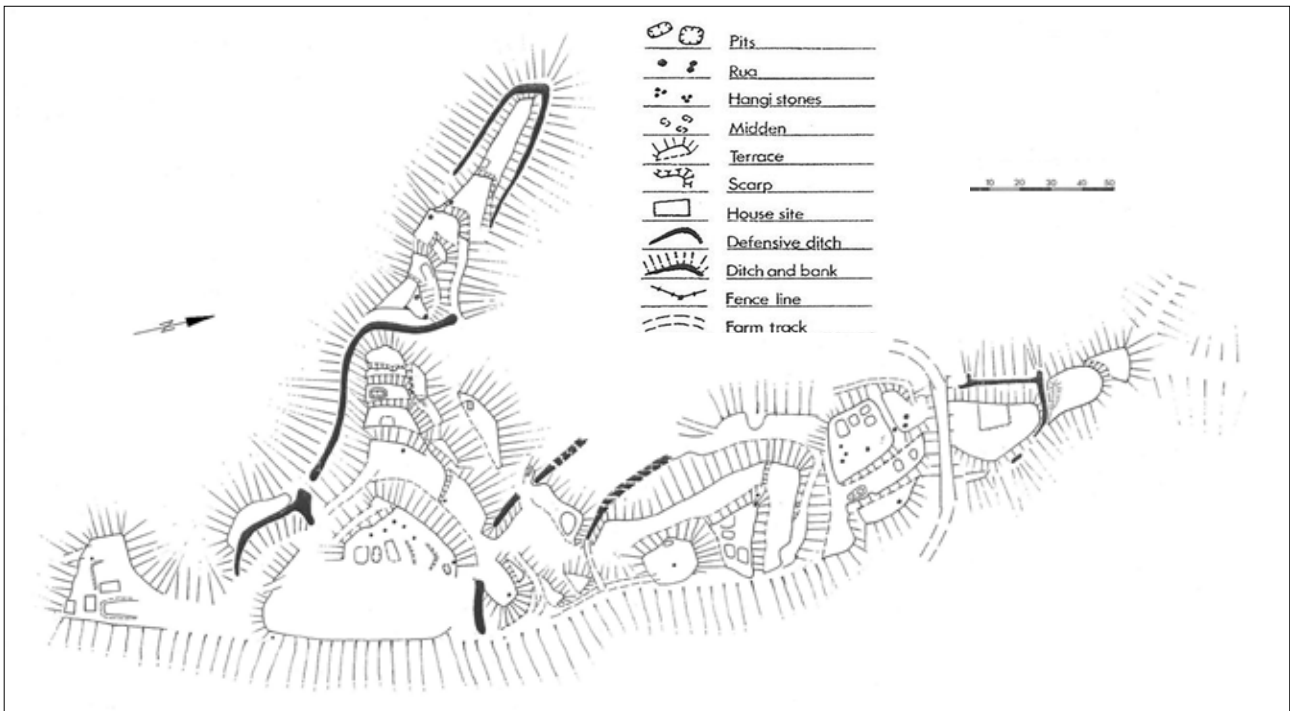 Pits
Rua
Hangi stones
Midden
Terrace
Scarp
House site
Defensive ditch
Ditch and bank
Fence line
Farm track
10 20 30 40 50
N